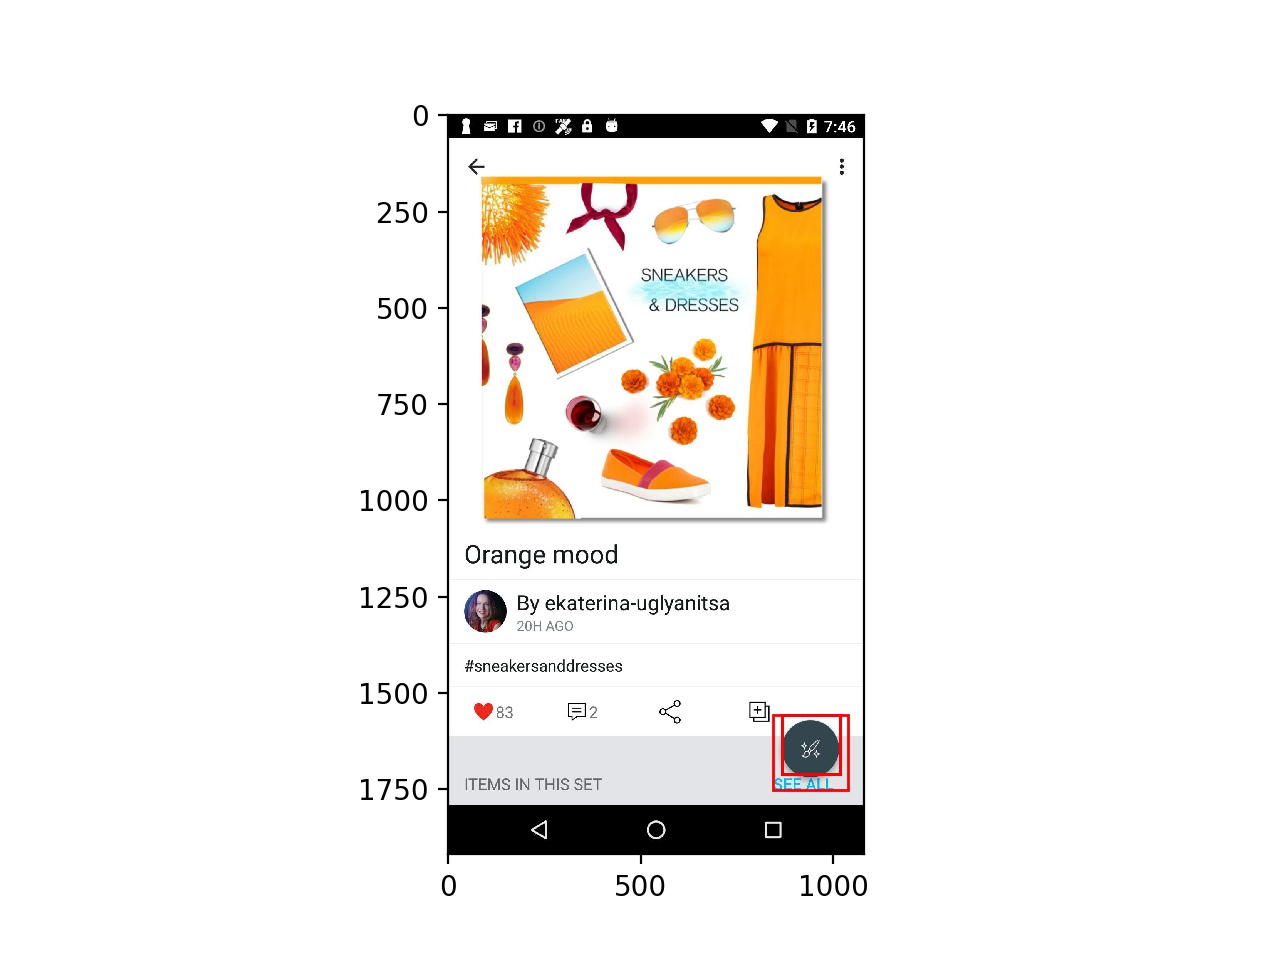 0
250
500
750
1000
1250
1500
1750
7:46
SNEAKERS
& DRESSES
Orange mood
By ekaterina-uglyanitsa
20H AGO
#sneakersanddresses
83 2
ITEMS IN THIS SET SEE ALL
0 500 1000